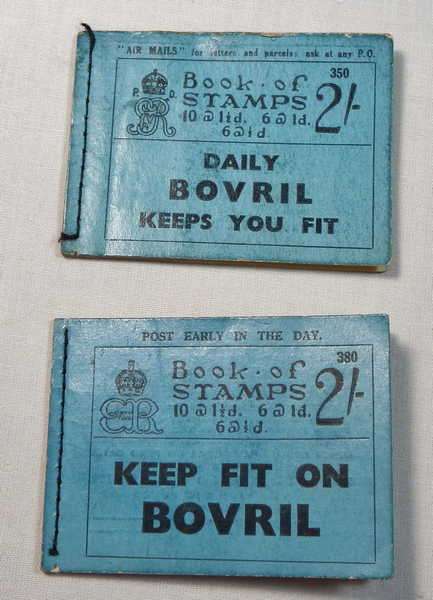 "AIR MAILS" for letters and parcels; ask at any P.O.
350
P. O.
GR
Book of
STAMPS
2/-
10 @ 1½d. 6 @ 1d.
6 @ ½d.
DAILY
BOVRIL
KEEPS YOU FIT
POST EARLY IN THE DAY.
380
Book of
STAMPS
2/-
10 @ 1½d. 6 @ 1d.
6 @ ½d.
KEEP FIT ON
BOVRIL